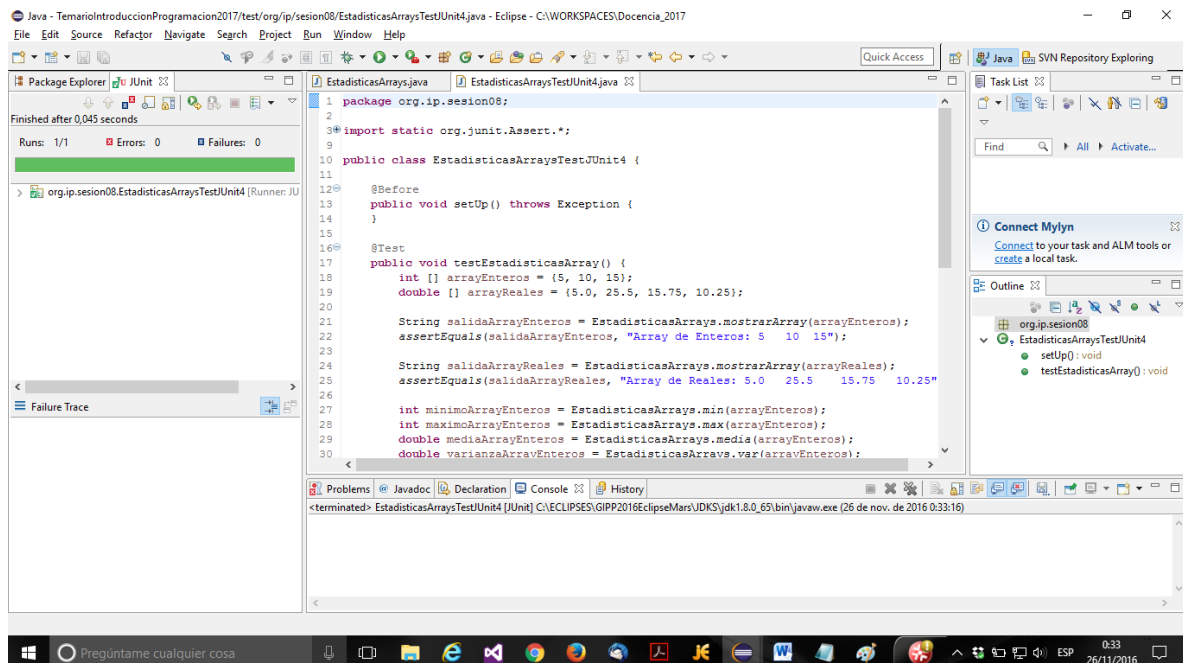 Java - TemarioIntroduccionProgramacion2017/test/org/ip/sesion08/EstadisticasArraysTestJUnit4.java - Eclipse - C:\WORKSPACES\Docencia_2017
File Edit Source Refactor Navigate Search Project Run Window Help
Quick Access
Java
SVN Repository Exploring
Package Explorer
JUnit
Finished after 0,045 seconds
Runs: 1/1
Errors: 0
Failures: 0
org.ip.sesion08.EstadisticasArraysTestJUnit4 [Runner: JU
Failure Trace
EstadisticasArrays.java
EstadisticasArraysTestJUnit4.java
1 package org.ip.sesion08;
2
3 import static org.junit.Assert.*;
9
10 public class EstadisticasArraysTestJUnit4 {
11
12 @Before
13 public void setUp() throws Exception {
14 }
15
16 @Test
17 public void testEstadisticasArray() {
18 int [] arrayEnteros = {5, 10, 15};
19 double [] arrayReales = {5.0, 25.5, 15.75, 10.25};
20
21 String salidaArrayEnteros = EstadisticasArrays.mostrarArray(arrayEnteros);
22 assertEquals(salidaArrayEnteros, "Array de Enteros: 5   10  15");
23
24 String salidaArrayReales = EstadisticasArrays.mostrarArray(arrayReales);
25 assertEquals(salidaArrayReales, "Array de Reales: 5.0   25.5    15.75   10.25"
26
27 int minimoArrayEnteros = EstadisticasArrays.min(arrayEnteros);
28 int maximoArrayEnteros = EstadisticasArrays.max(arrayEnteros);
29 double mediaArrayEnteros = EstadisticasArrays.media(arrayEnteros);
30 double varianzaArrayEnteros = EstadisticasArrays.var(arrayEnteros);
Task List
Find
All
Activate...
Connect Mylyn
Connect to your task and ALM tools or
create a local task.
Outline
org.ip.sesion08
EstadisticasArraysTestJUnit4
setUp() : void
testEstadisticasArray() : void
Problems
@ Javadoc
Declaration
Console
History
<terminated> EstadisticasArraysTestJUnit4 [JUnit] C:\ECLIPSES\GIPP2016EclipseMars\JDKS\jdk1.8.0_65\bin\javaw.exe (26 de nov. de 2016 0:33:16)
Pregúntame cualquier cosa
ESP
0:33
26/11/2016